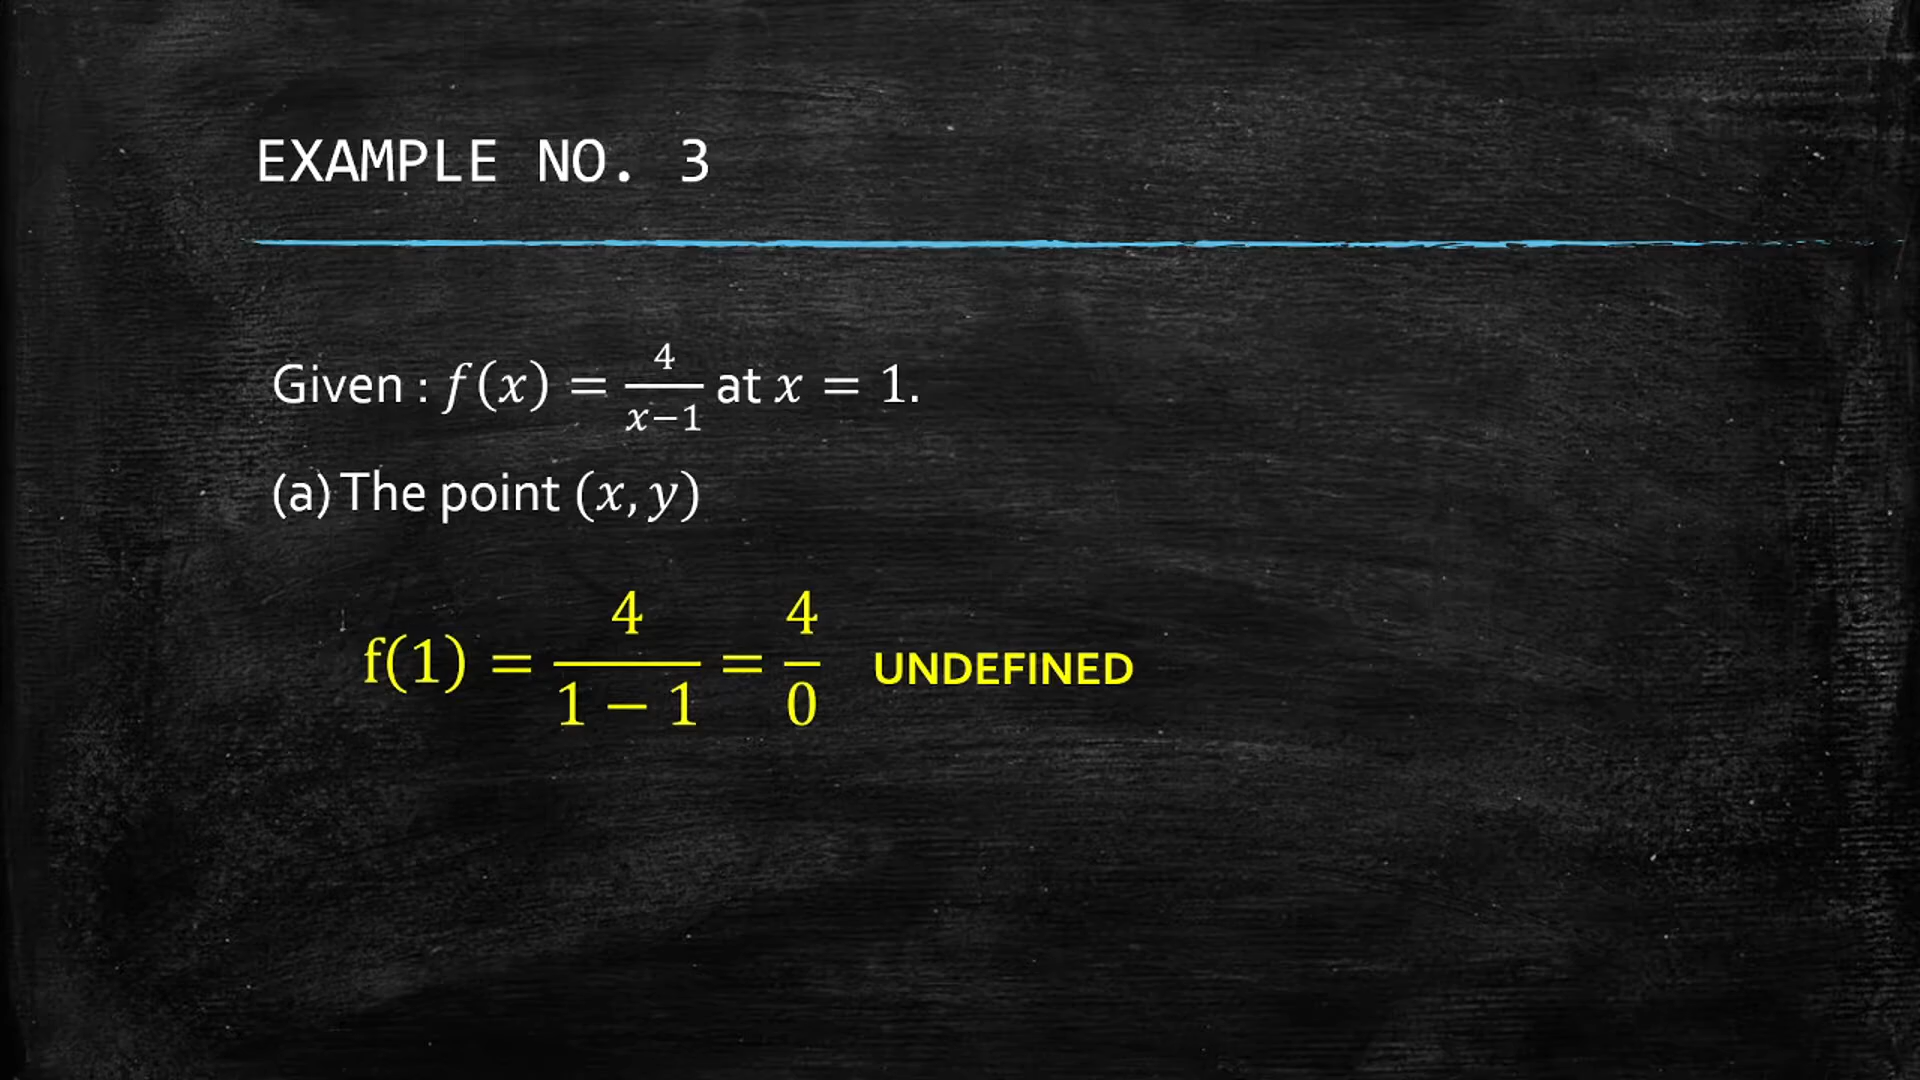 EXAMPLE NO. 3
Given : f(x) = 4/(x−1) at x = 1.
(a) The point (x, y)
f(1) = 4/(1 − 1) = 4/0 UNDEFINED